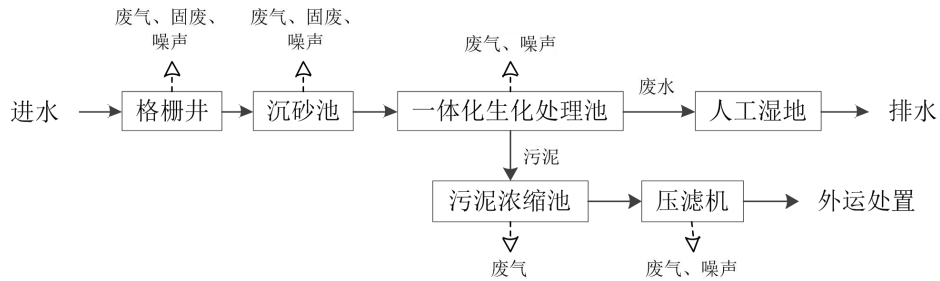 废气、固废、
噪声
废气、固废、
噪声
废气、噪声
进水
格栅井
沉砂池
一体化生化处理池
废水
人工湿地
排水
污泥
污泥浓缩池
压滤机
外运处置
废气
废气、噪声